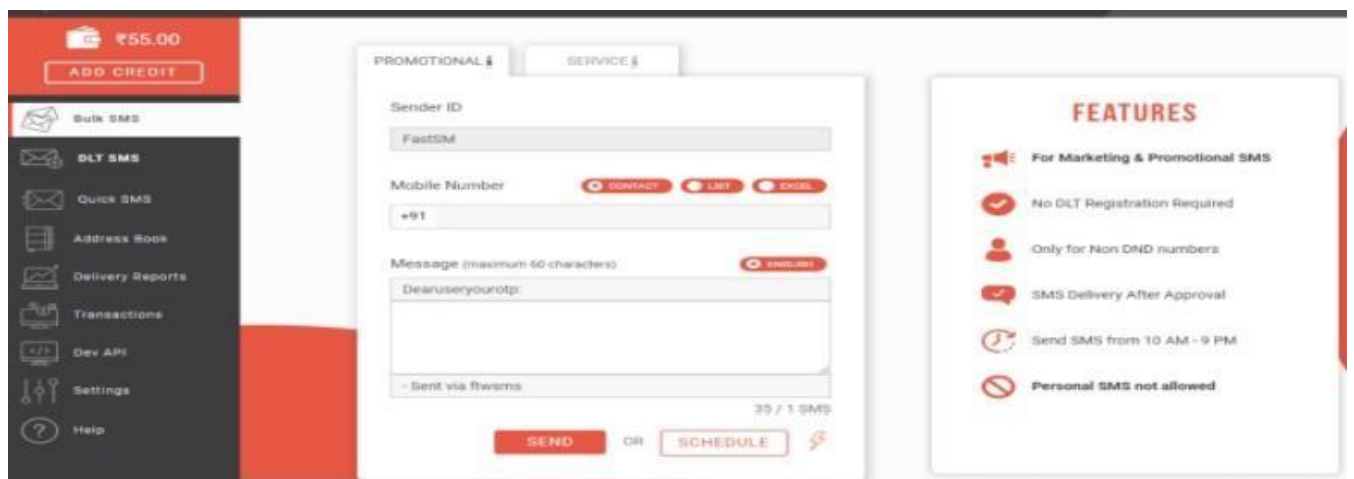 ₹55.00
ADD CREDIT
Bulk SMS
DLT SMS
Quick SMS
Address Book
Delivery Reports
Transactions
Dev API
Settings
Help
PROMOTIONAL
SERVICE
Sender ID
FastSM
Mobile Number
CONTACT
LIST
EXCEL
+91
Message (maximum 60 characters)
ENGLISH
Dearuseryourotp:
- Sent via ftwsms
35 / 1 SMS
SEND OR SCHEDULE
FEATURES
For Marketing & Promotional SMS
No DLT Registration Required
Only for Non DND numbers
SMS Delivery After Approval
Send SMS from 10 AM - 9 PM
Personal SMS not allowed